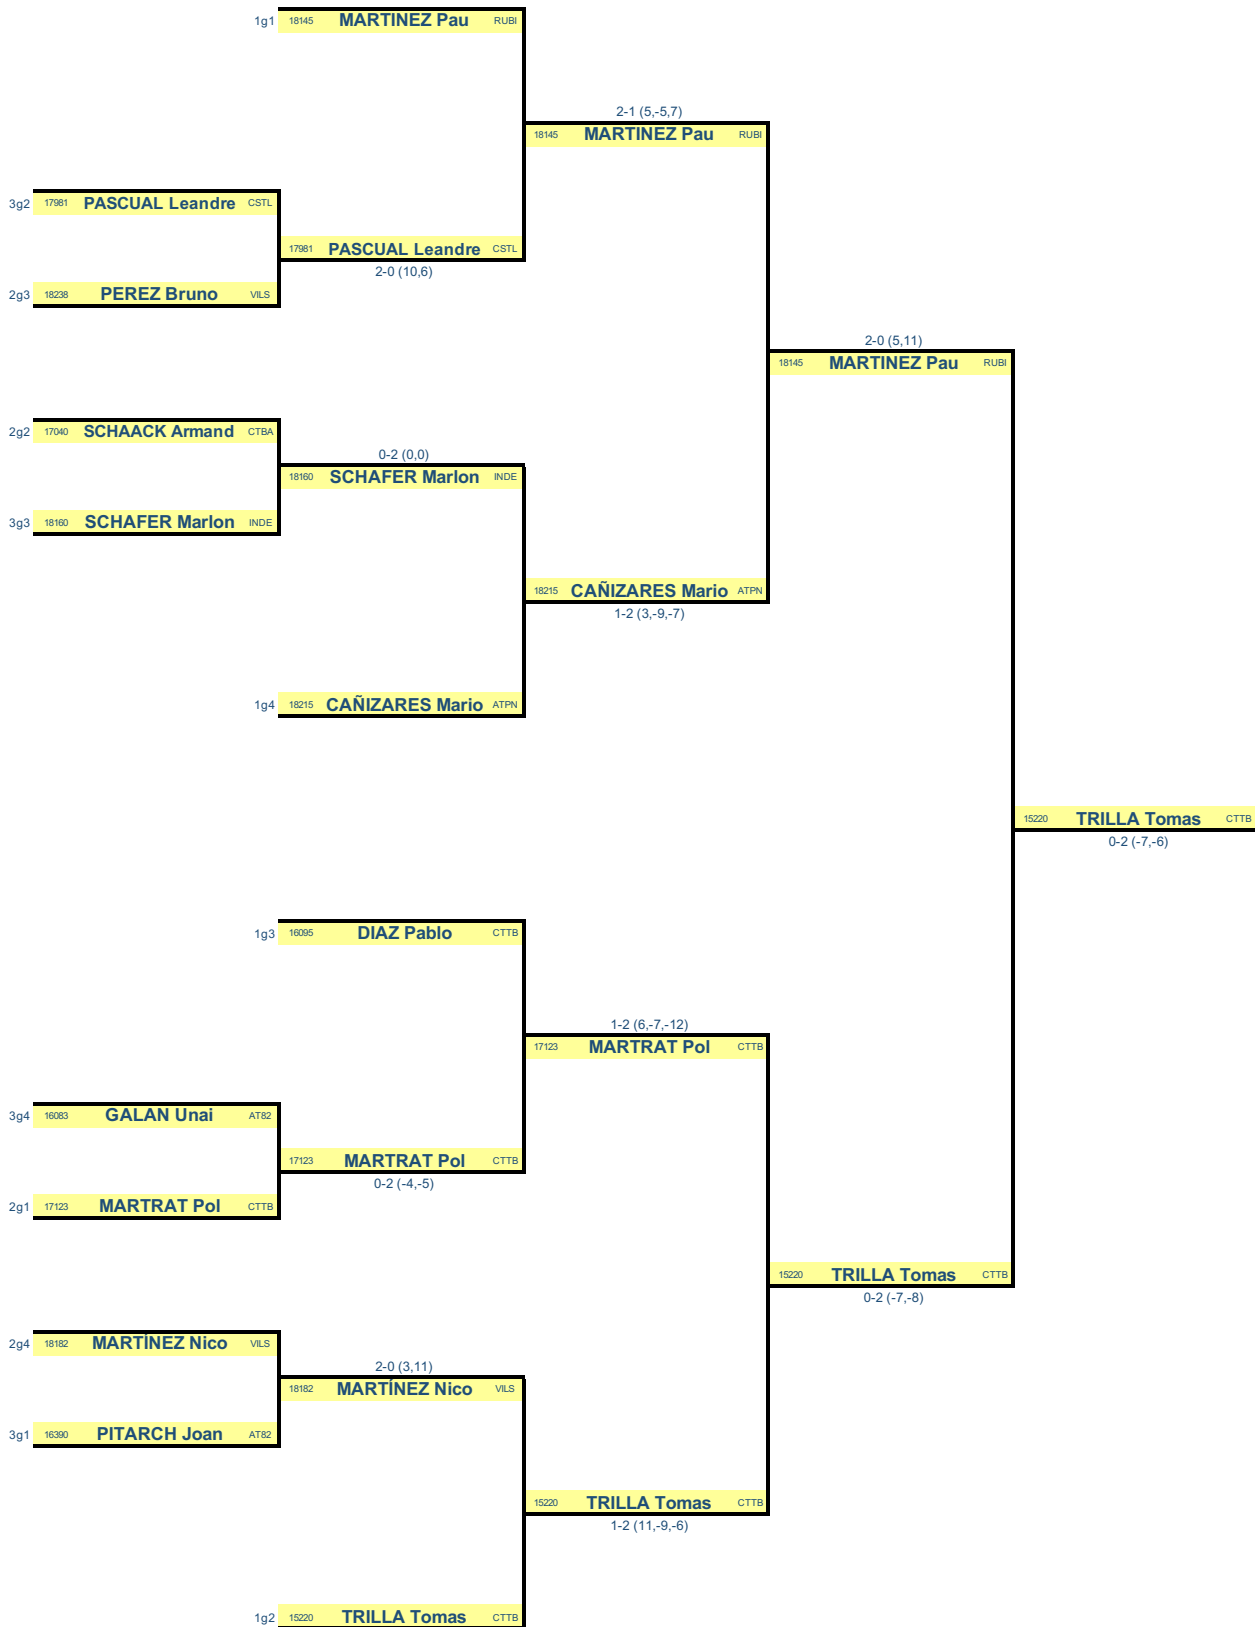 1g1 18145 MARTINEZ Pau RUBI
2-1 (5,-5,7)
18145 MARTINEZ Pau RUBI
3g2 17981 PASCUAL Leandre CSTL
17981 PASCUAL Leandre CSTL
2-0 (10,6)
2g3 18238 PEREZ Bruno VILS
2-0 (5,11)
18145 MARTINEZ Pau RUBI
2g2 17040 SCHAACK Armand CTBA
0-2 (0,0)
18160 SCHAFER Marlon INDE
3g3 18160 SCHAFER Marlon INDE
18215 CAÑIZARES Mario ATPN
1-2 (3,-9,-7)
1g4 18215 CAÑIZARES Mario ATPN
15220 TRILLA Tomas CTTB
0-2 (-7,-6)
1g3 16095 DIAZ Pablo CTTB
1-2 (6,-7,-12)
17123 MARTRAT Pol CTTB
3g4 16083 GALAN Unai AT82
17123 MARTRAT Pol CTTB
0-2 (-4,-5)
2g1 17123 MARTRAT Pol CTTB
15220 TRILLA Tomas CTTB
0-2 (-7,-8)
2g4 18182 MARTÍNEZ Nico VILS
2-0 (3,11)
18182 MARTÍNEZ Nico VILS
3g1 16390 PITARCH Joan AT82
15220 TRILLA Tomas CTTB
1-2 (11,-9,-6)
1g2 15220 TRILLA Tomas CTTB